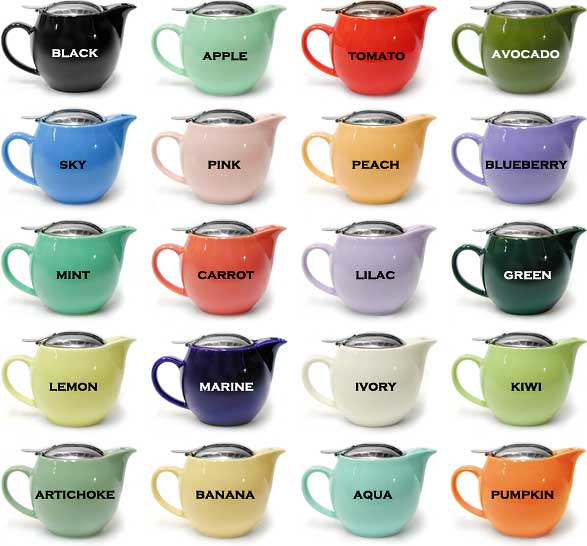 BLACK
APPLE
TOMATO
AVOCADO
SKY
PINK
PEACH
BLUEBERRY
MINT
CARROT
LILAC
GREEN
LEMON
MARINE
IVORY
KIWI
ARTICHOKE
BANANA
AQUA
PUMPKIN